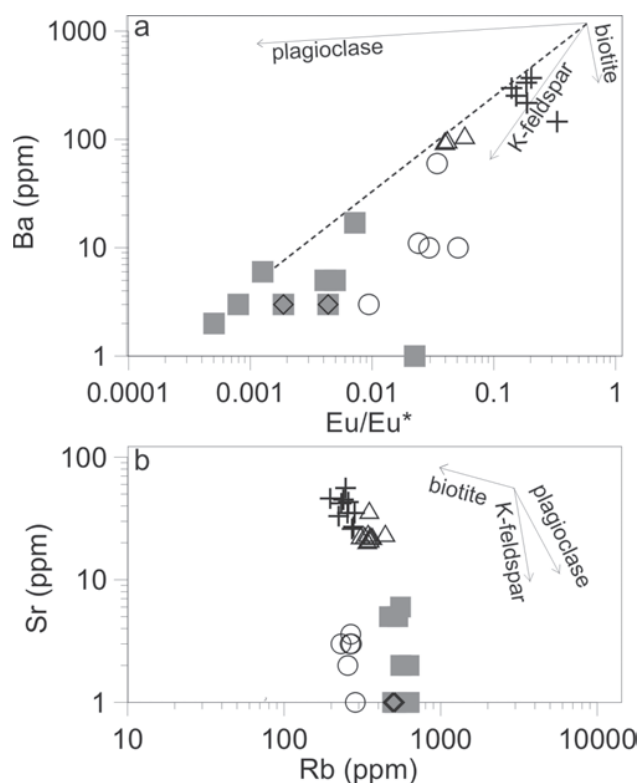 a
1000
100
10
1
Ba (ppm)
plagioclase
biotite
K-feldspar
0.0001
0.001
0.01
0.1
1
Eu/Eu*
b
100
10
1
Sr (ppm)
biotite
K-feldspar
plagioclase
10
100
1000
10000
Rb (ppm)